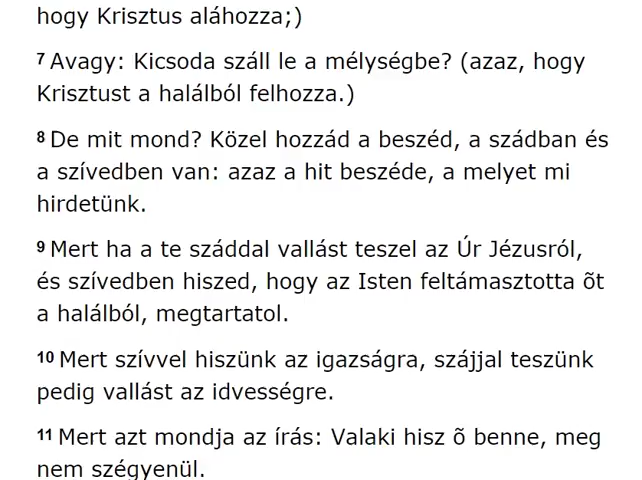 hogy Krisztus aláhozza;)
7 Avagy: Kicsoda száll le a mélységbe? (azaz, hogy
Krisztust a halálból felhozza.)
8 De mit mond? Közel hozzád a beszéd, a szádban és
a szívedben van: azaz a hit beszéde, a melyet mi
hirdetünk.
9 Mert ha a te száddal vallást teszel az Úr Jézusról,
és szívedben hiszed, hogy az Isten feltámasztotta õt
a halálból, megtartatol.
10 Mert szívvel hiszünk az igazságra, szájjal teszünk
pedig vallást az idvességre.
11 Mert azt mondja az írás: Valaki hisz õ benne, meg
nem szégyenül.